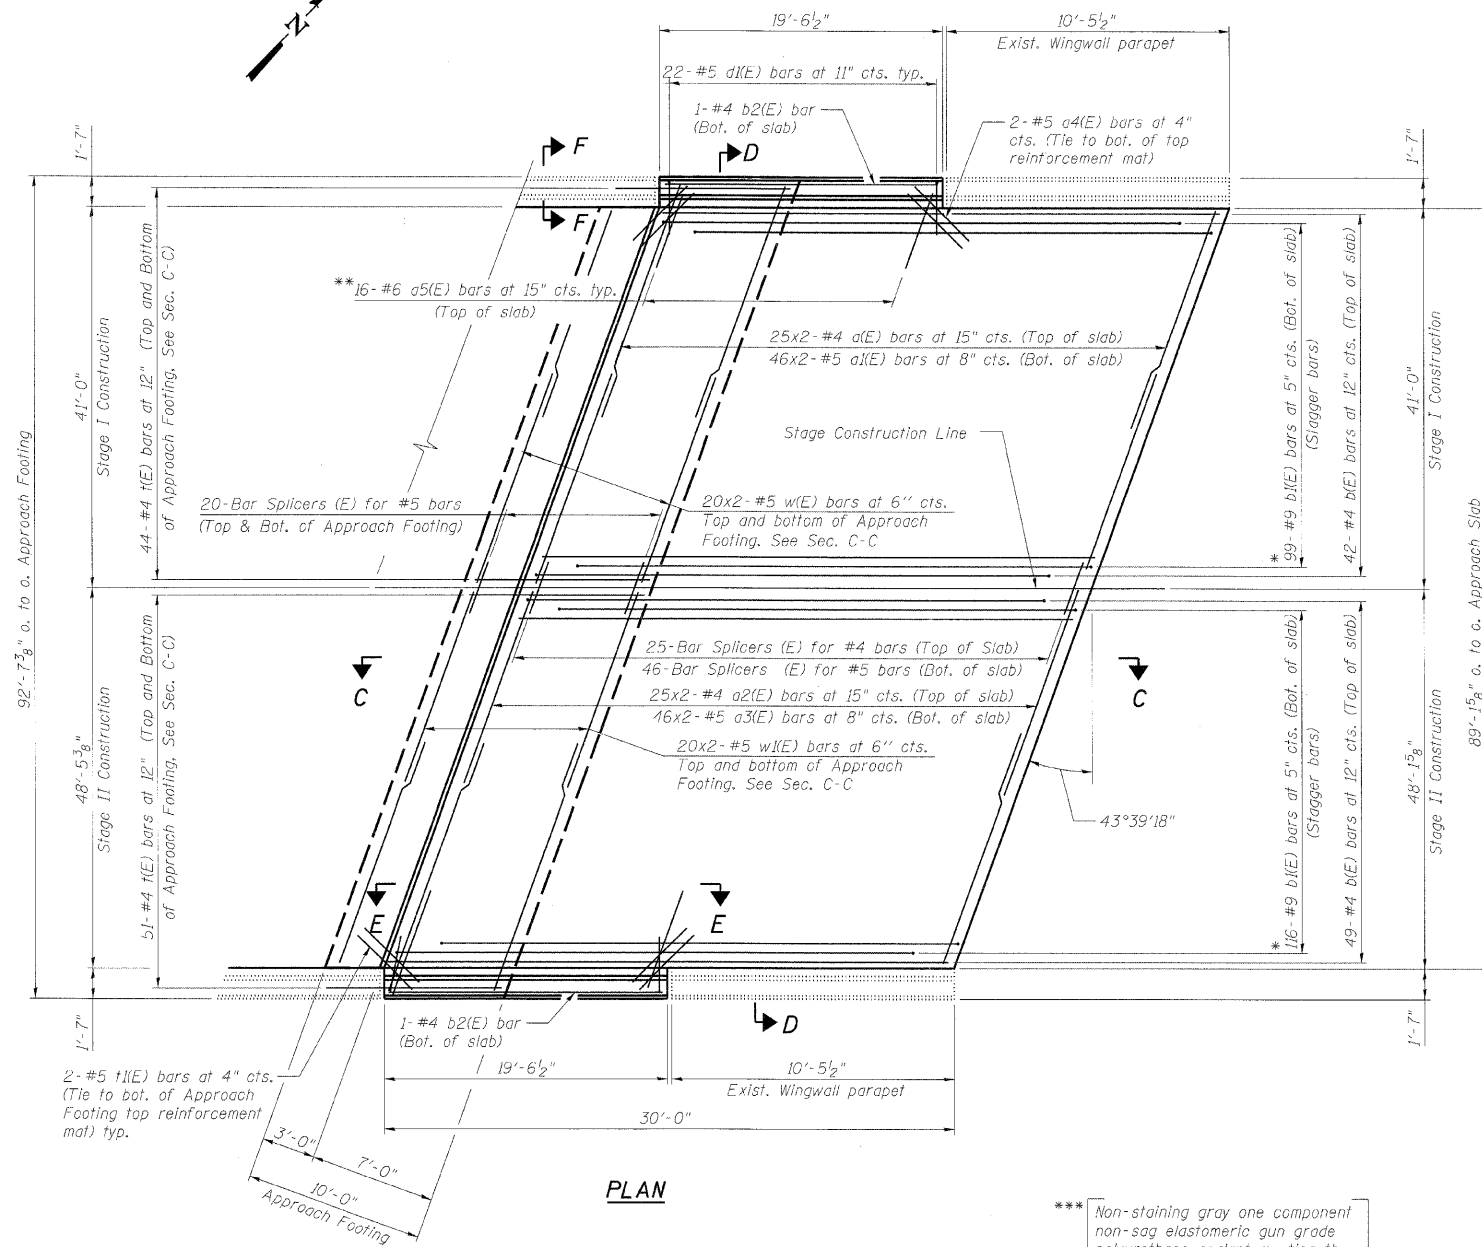 N
19'-6½"
10'-5½"
Exist. Wingwall parapet
22-#5 d1(E) bars at 11" cts. typ.
1-#4 b2(E) bar
(Bot. of slab)
2-#5 a4(E) bars at 4"
cts. (Tie to bot. of top
reinforcement mat)
1'-7"
1'-7"
F
D
F
92'-7⅜" o. to o. Approach Footing
41'-0"
Stage I Construction
44-#4 t(E) bars at 12" (Top and Bottom
of Approach Footing, See Sec. C-C)
**16-#6 a5(E) bars at 15" cts. typ.
(Top of slab)
25x2-#4 a(E) bars at 15" cts. (Top of slab)
46x2-#5 a1(E) bars at 8" cts. (Bot. of slab)
Stage Construction Line
* 99-#9 b1(E) bars at 5" cts. (Bot. of slab)
(Stagger bars)
42-#4 b(E) bars at 12" cts. (Top of slab)
41'-0"
Stage I Construction
89'-1⅝" o. to o. Approach Slab
20-Bar Splicers (E) for #5 bars
(Top & Bot. of Approach Footing)
20x2-#5 w(E) bars at 6" cts.
Top and bottom of Approach
Footing. See Sec. C-C
25-Bar Splicers (E) for #4 bars (Top of Slab)
46-Bar Splicers (E) for #5 bars (Bot. of slab)
25x2-#4 a2(E) bars at 15" cts. (Top of slab)
46x2-#5 a3(E) bars at 8" cts. (Bot. of slab)
C
C
48'-5⅜"
Stage II Construction
51-#4 t(E) bars at 12" (Top and Bottom
of Approach Footing, See Sec. C-C)
20x2-#5 w1(E) bars at 6" cts.
Top and bottom of Approach
Footing. See Sec. C-C
43°39'18"
* 116-#9 b1(E) bars at 5" cts. (Bot. of slab)
(Stagger bars)
49-#4 b(E) bars at 12" cts. (Top of slab)
48'-1⅝"
Stage II Construction
E
E
1-#4 b2(E) bar
(Bot. of slab)
D
1'-7"
1'-7"
2-#5 t1(E) bars at 4" cts.
(Tie to bot. of Approach
Footing top reinforcement
mat) typ.
19'-6½"
10'-5½"
Exist. Wingwall parapet
30'-0"
3'-0"
7'-0"
10'-0"
Approach Footing
PLAN
*** Non-staining gray one component
non-sag elastomeric gun grade